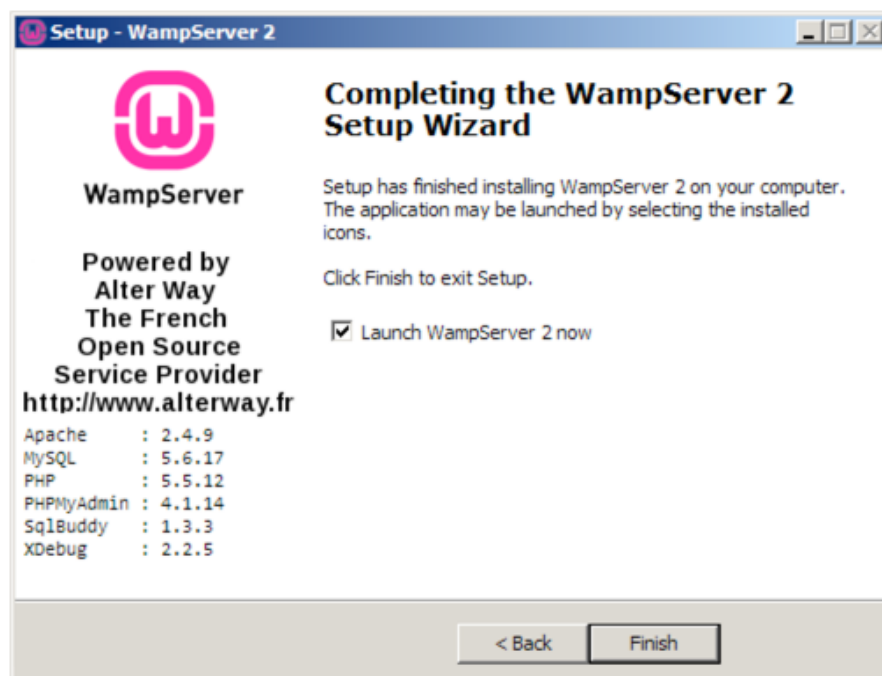 Setup - WampServer 2
WampServer
Powered by
Alter Way
The French
Open Source
Service Provider
http://www.alterway.fr
Apache : 2.4.9
MySQL : 5.6.17
PHP : 5.5.12
PHPMyAdmin : 4.1.14
SqlBuddy : 1.3.3
XDebug : 2.2.5
Completing the WampServer 2
Setup Wizard
Setup has finished installing WampServer 2 on your computer.
The application may be launched by selecting the installed
icons.
Click Finish to exit Setup.
Launch WampServer 2 now
< Back
Finish